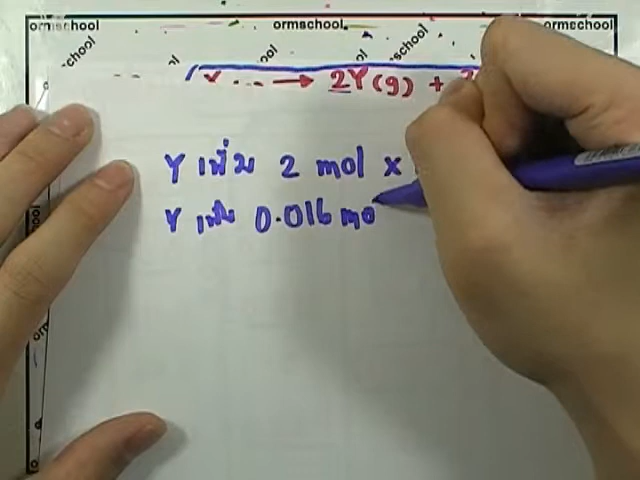 ormschool ormschool ormschool
X ... → 2Y(g) +
Y เพิ่ม 2 mol x
Y เพิ่ม 0.016 mo